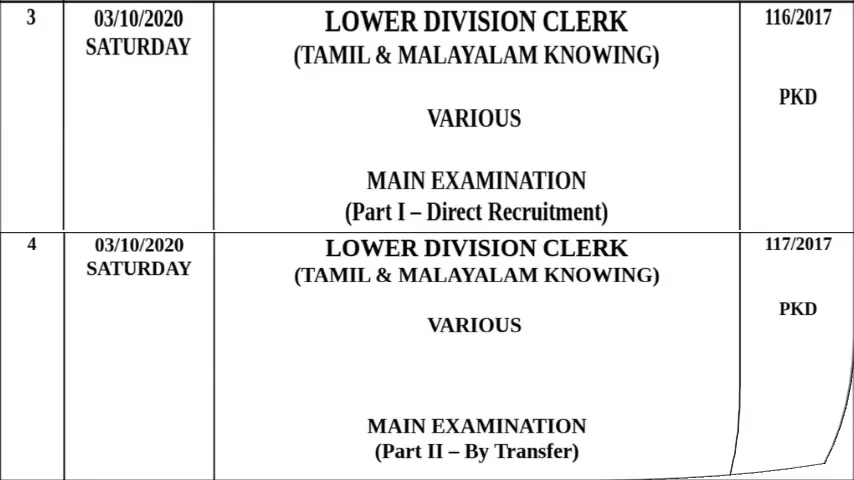 3
03/10/2020
SATURDAY
LOWER DIVISION CLERK
(TAMIL & MALAYALAM KNOWING)
VARIOUS
MAIN EXAMINATION
(Part I – Direct Recruitment)
116/2017
PKD
4
03/10/2020
SATURDAY
LOWER DIVISION CLERK
(TAMIL & MALAYALAM KNOWING)
VARIOUS
MAIN EXAMINATION
(Part II – By Transfer)
117/2017
PKD